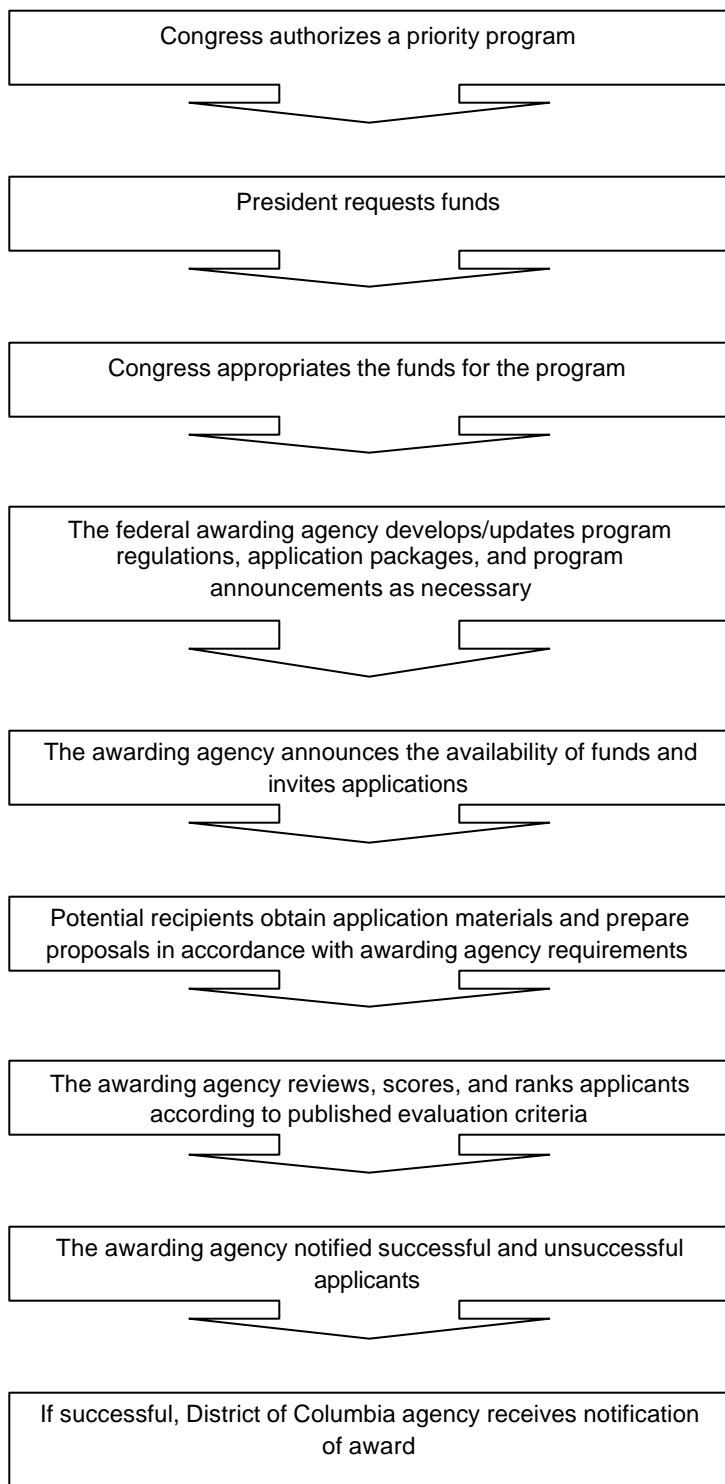 Congress authorizes a priority program
President requests funds
Congress appropriates the funds for the program
The federal awarding agency develops/updates program
regulations, application packages, and program
announcements as necessary
The awarding agency announces the availability of funds and
invites applications
Potential recipients obtain application materials and prepare
proposals in accordance with awarding agency requirements
The awarding agency reviews, scores, and ranks applicants
according to published evaluation criteria
The awarding agency notified successful and unsuccessful
applicants
If successful, District of Columbia agency receives notification
of award